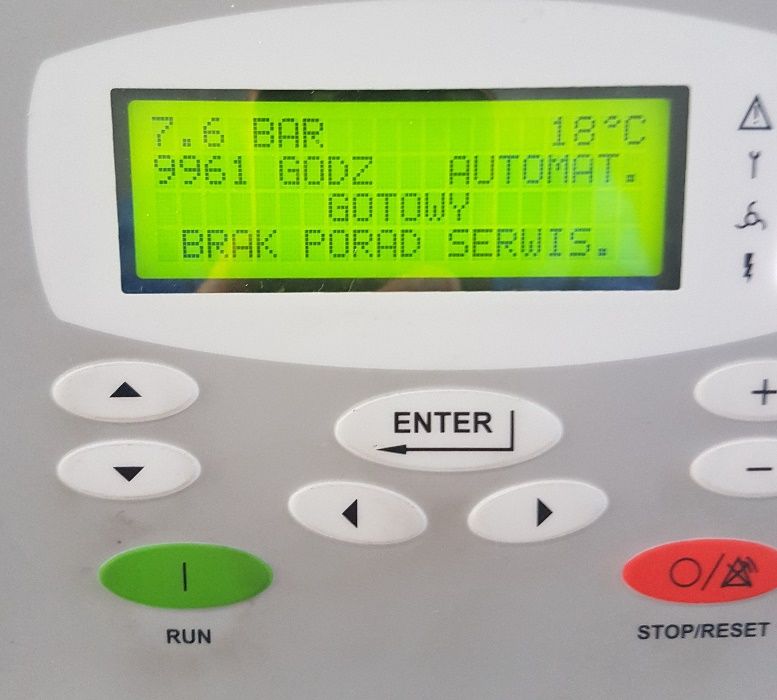 7.6 BAR 18°C
9961 GODZ AUTOMAT.
GOTOWY
BRAK PORAD SERWIS.
ENTER
+
-
RUN
STOP/RESET